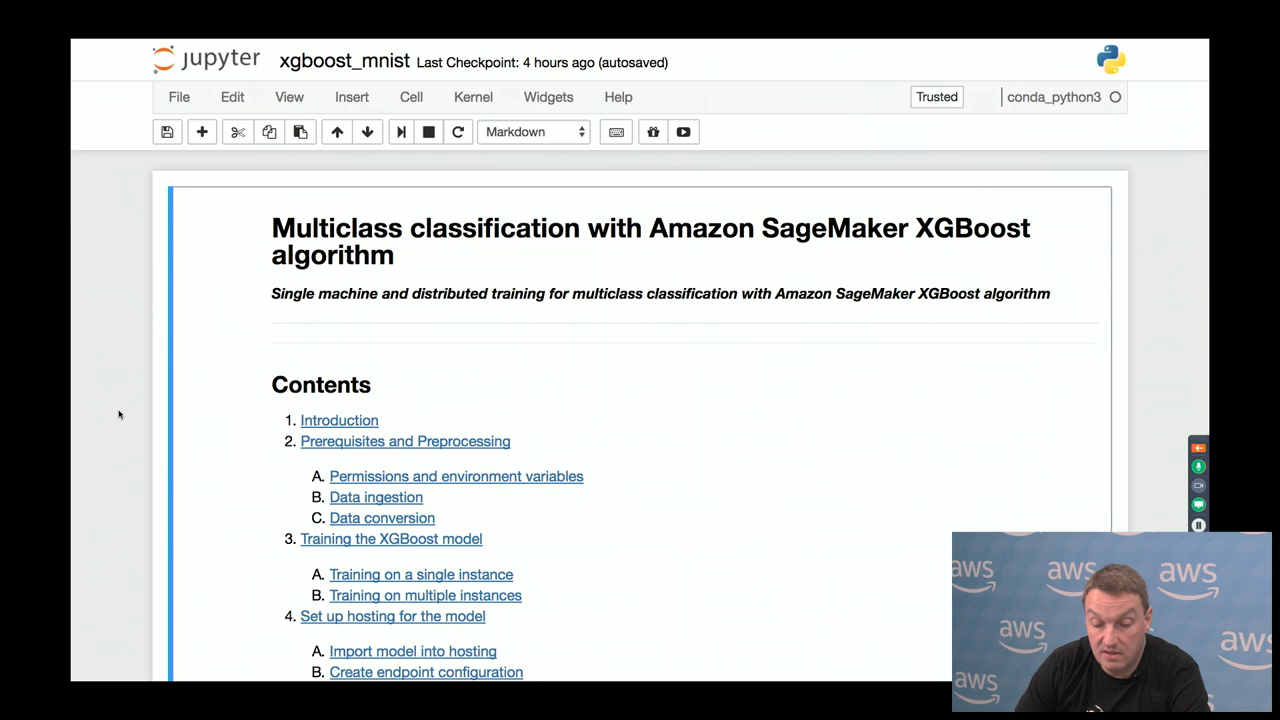 jupyter xgboost_mnist Last Checkpoint: 4 hours ago (autosaved)
File Edit View Insert Cell Kernel Widgets Help Trusted conda_python3
Markdown
Multiclass classification with Amazon SageMaker XGBoost
algorithm
Single machine and distributed training for multiclass classification with Amazon SageMaker XGBoost algorithm
Contents
1. Introduction
2. Prerequisites and Preprocessing
A. Permissions and environment variables
B. Data ingestion
C. Data conversion
3. Training the XGBoost model
A. Training on a single instance
B. Training on multiple instances
4. Set up hosting for the model
A. Import model into hosting
B. Create endpoint configuration
aws aws aws
aws aws
aws